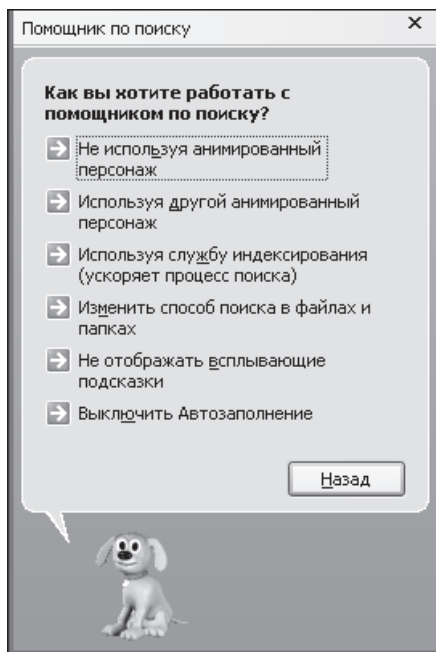 Помощник по поиску
Как вы хотите работать с
помощником по поиску?
Не используя анимированный
персонаж
Используя другой анимированный
персонаж
Используя службу индексирования
(ускоряет процесс поиска)
Изменить способ поиска в файлах и
папках
Не отображать всплывающие
подсказки
Выключить Автозаполнение
Назад